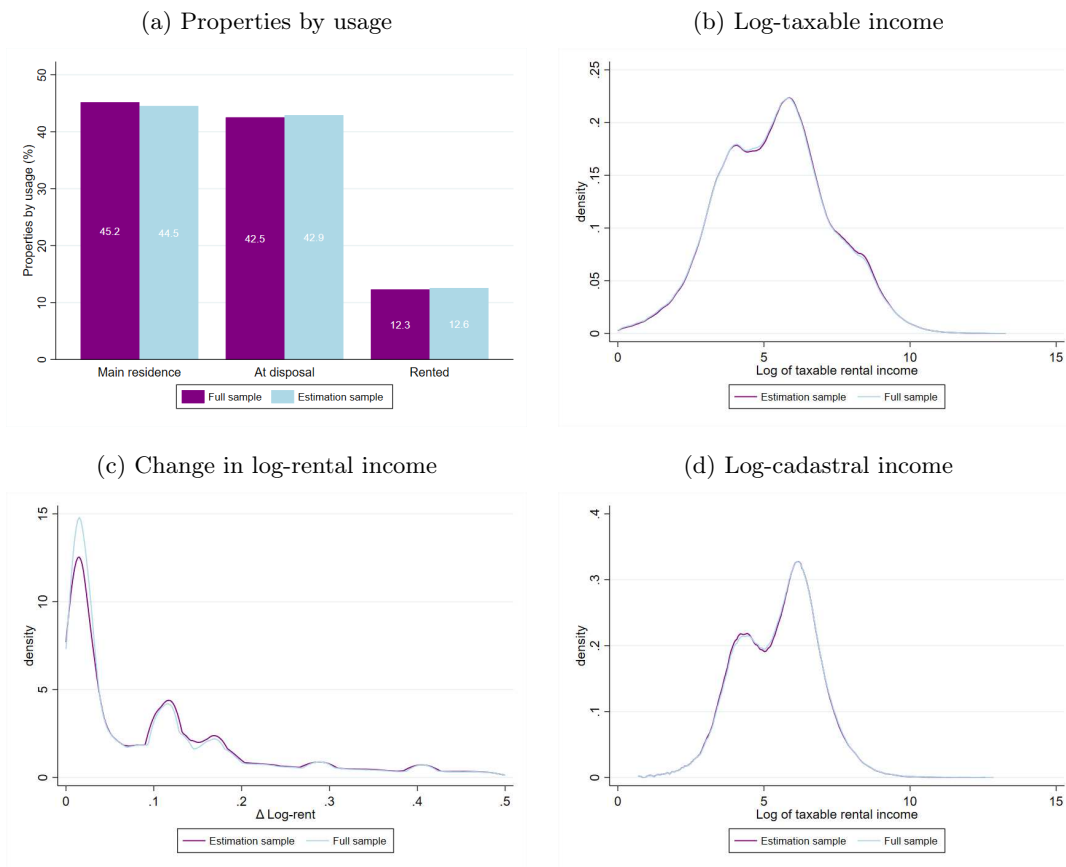 (a) Properties by usage
Properties by usage (%)
50
40
30
20
10
0
45.2
44.5
42.5
42.9
12.3
12.6
Main residence
At disposal
Rented
Full sample
Estimation sample
(b) Log-taxable income
density
.25
.2
.15
.1
.05
0
0
5
10
15
Log of taxable rental income
Estimation sample
Full sample
(c) Change in log-rental income
density
15
10
5
0
0
.1
.2
.3
.4
.5
Δ Log-rent
Estimation sample
Full sample
(d) Log-cadastral income
density
.4
.3
.2
.1
0
0
5
10
15
Log of taxable rental income
Estimation sample
Full sample